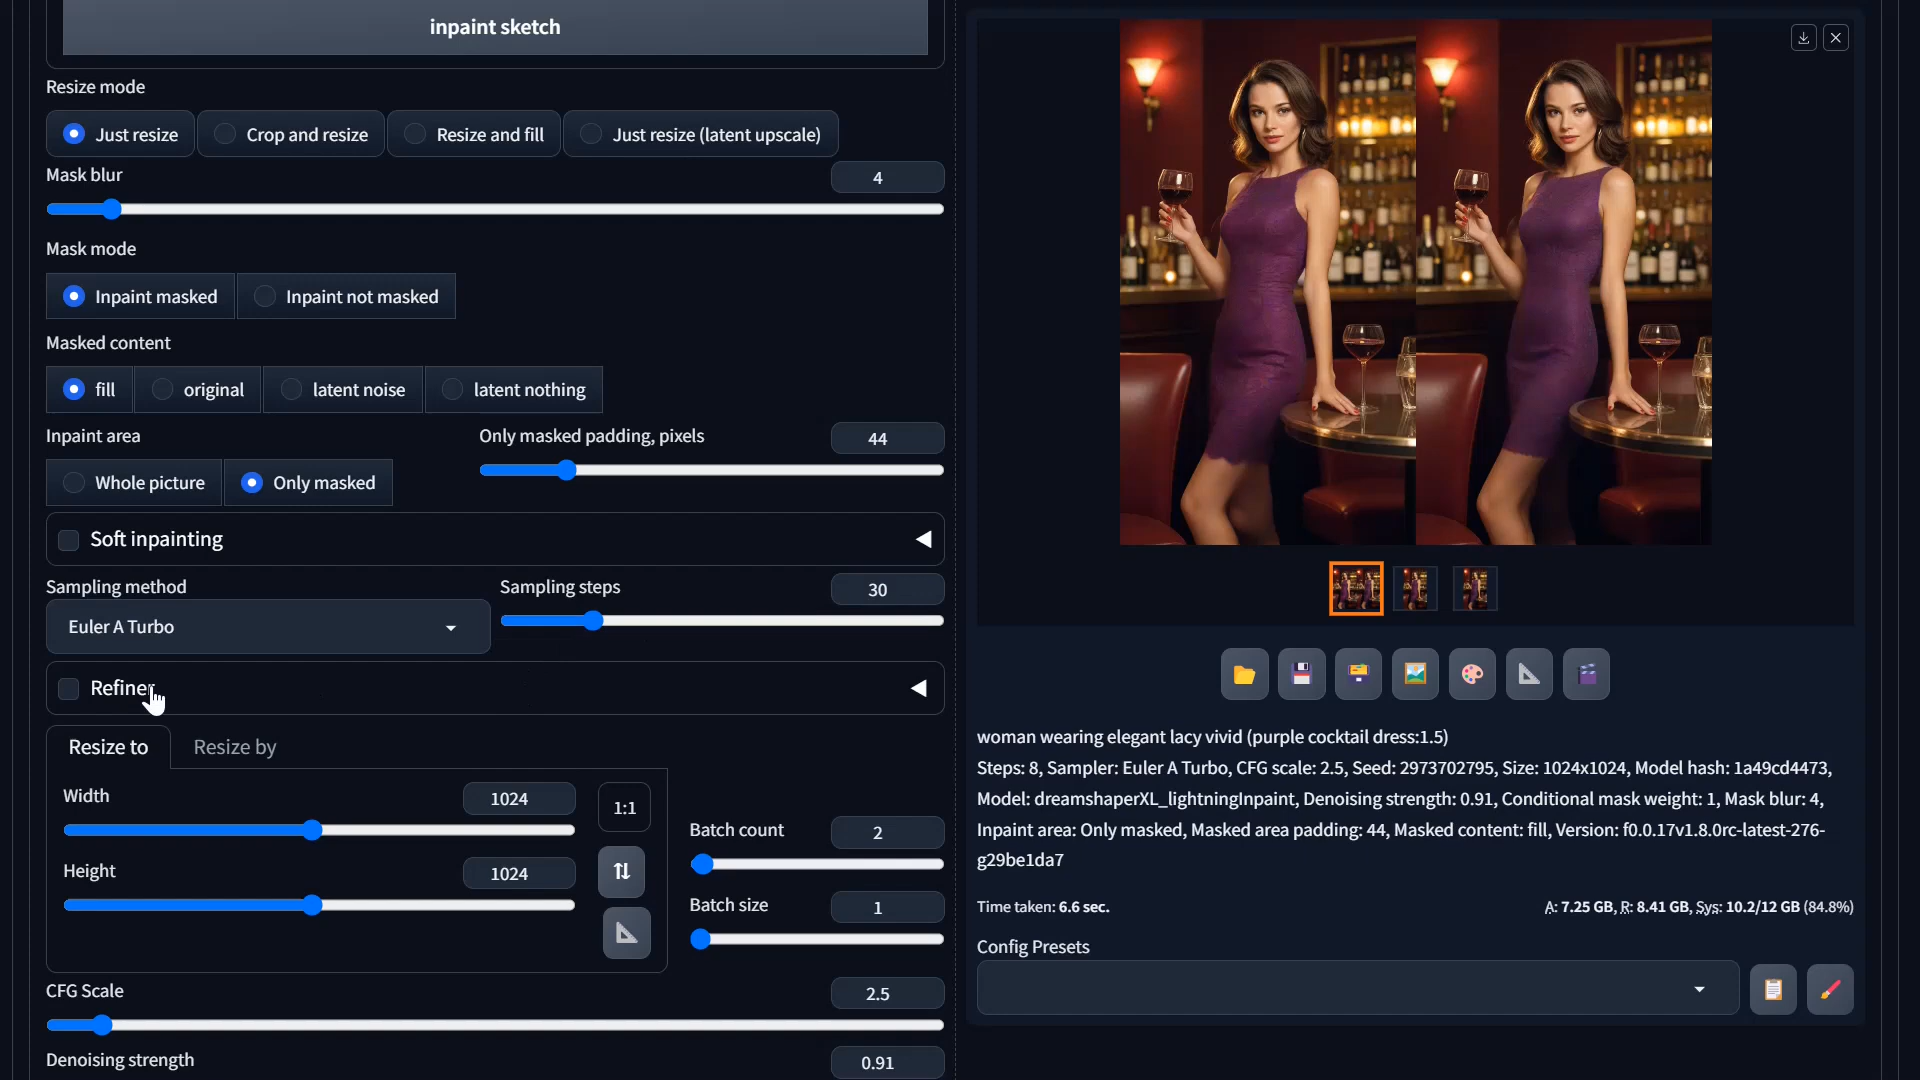 inpaint sketch
Resize mode
Just resize
Crop and resize
Resize and fill
Just resize (latent upscale)
Mask blur
4
Mask mode
Inpaint masked
Inpaint not masked
Masked content
fill
original
latent noise
latent nothing
Inpaint area
Only masked padding, pixels
44
Whole picture
Only masked
Soft inpainting
Sampling method
Sampling steps
30
Euler A Turbo
Refiner
Resize to
Resize by
Width
1024
1:1
Height
1024
Batch count
2
Batch size
1
CFG Scale
2.5
Denoising strength
0.91
woman wearing elegant lacy vivid (purple cocktail dress:1.5)
Steps: 8, Sampler: Euler A Turbo, CFG scale: 2.5, Seed: 2973702795, Size: 1024x1024, Model hash: 1a49cd4473,
Model: dreamshaperXL_lightningInpaint, Denoising strength: 0.91, Conditional mask weight: 1, Mask blur: 4,
Inpaint area: Only masked, Masked area padding: 44, Masked content: fill, Version: f0.0.17v1.8.0rc-latest-276-
g29be1da7
Time taken: 6.6 sec.
A: 7.25 GB, R: 8.41 GB, Sys: 10.2/12 GB (84.8%)
Config Presets